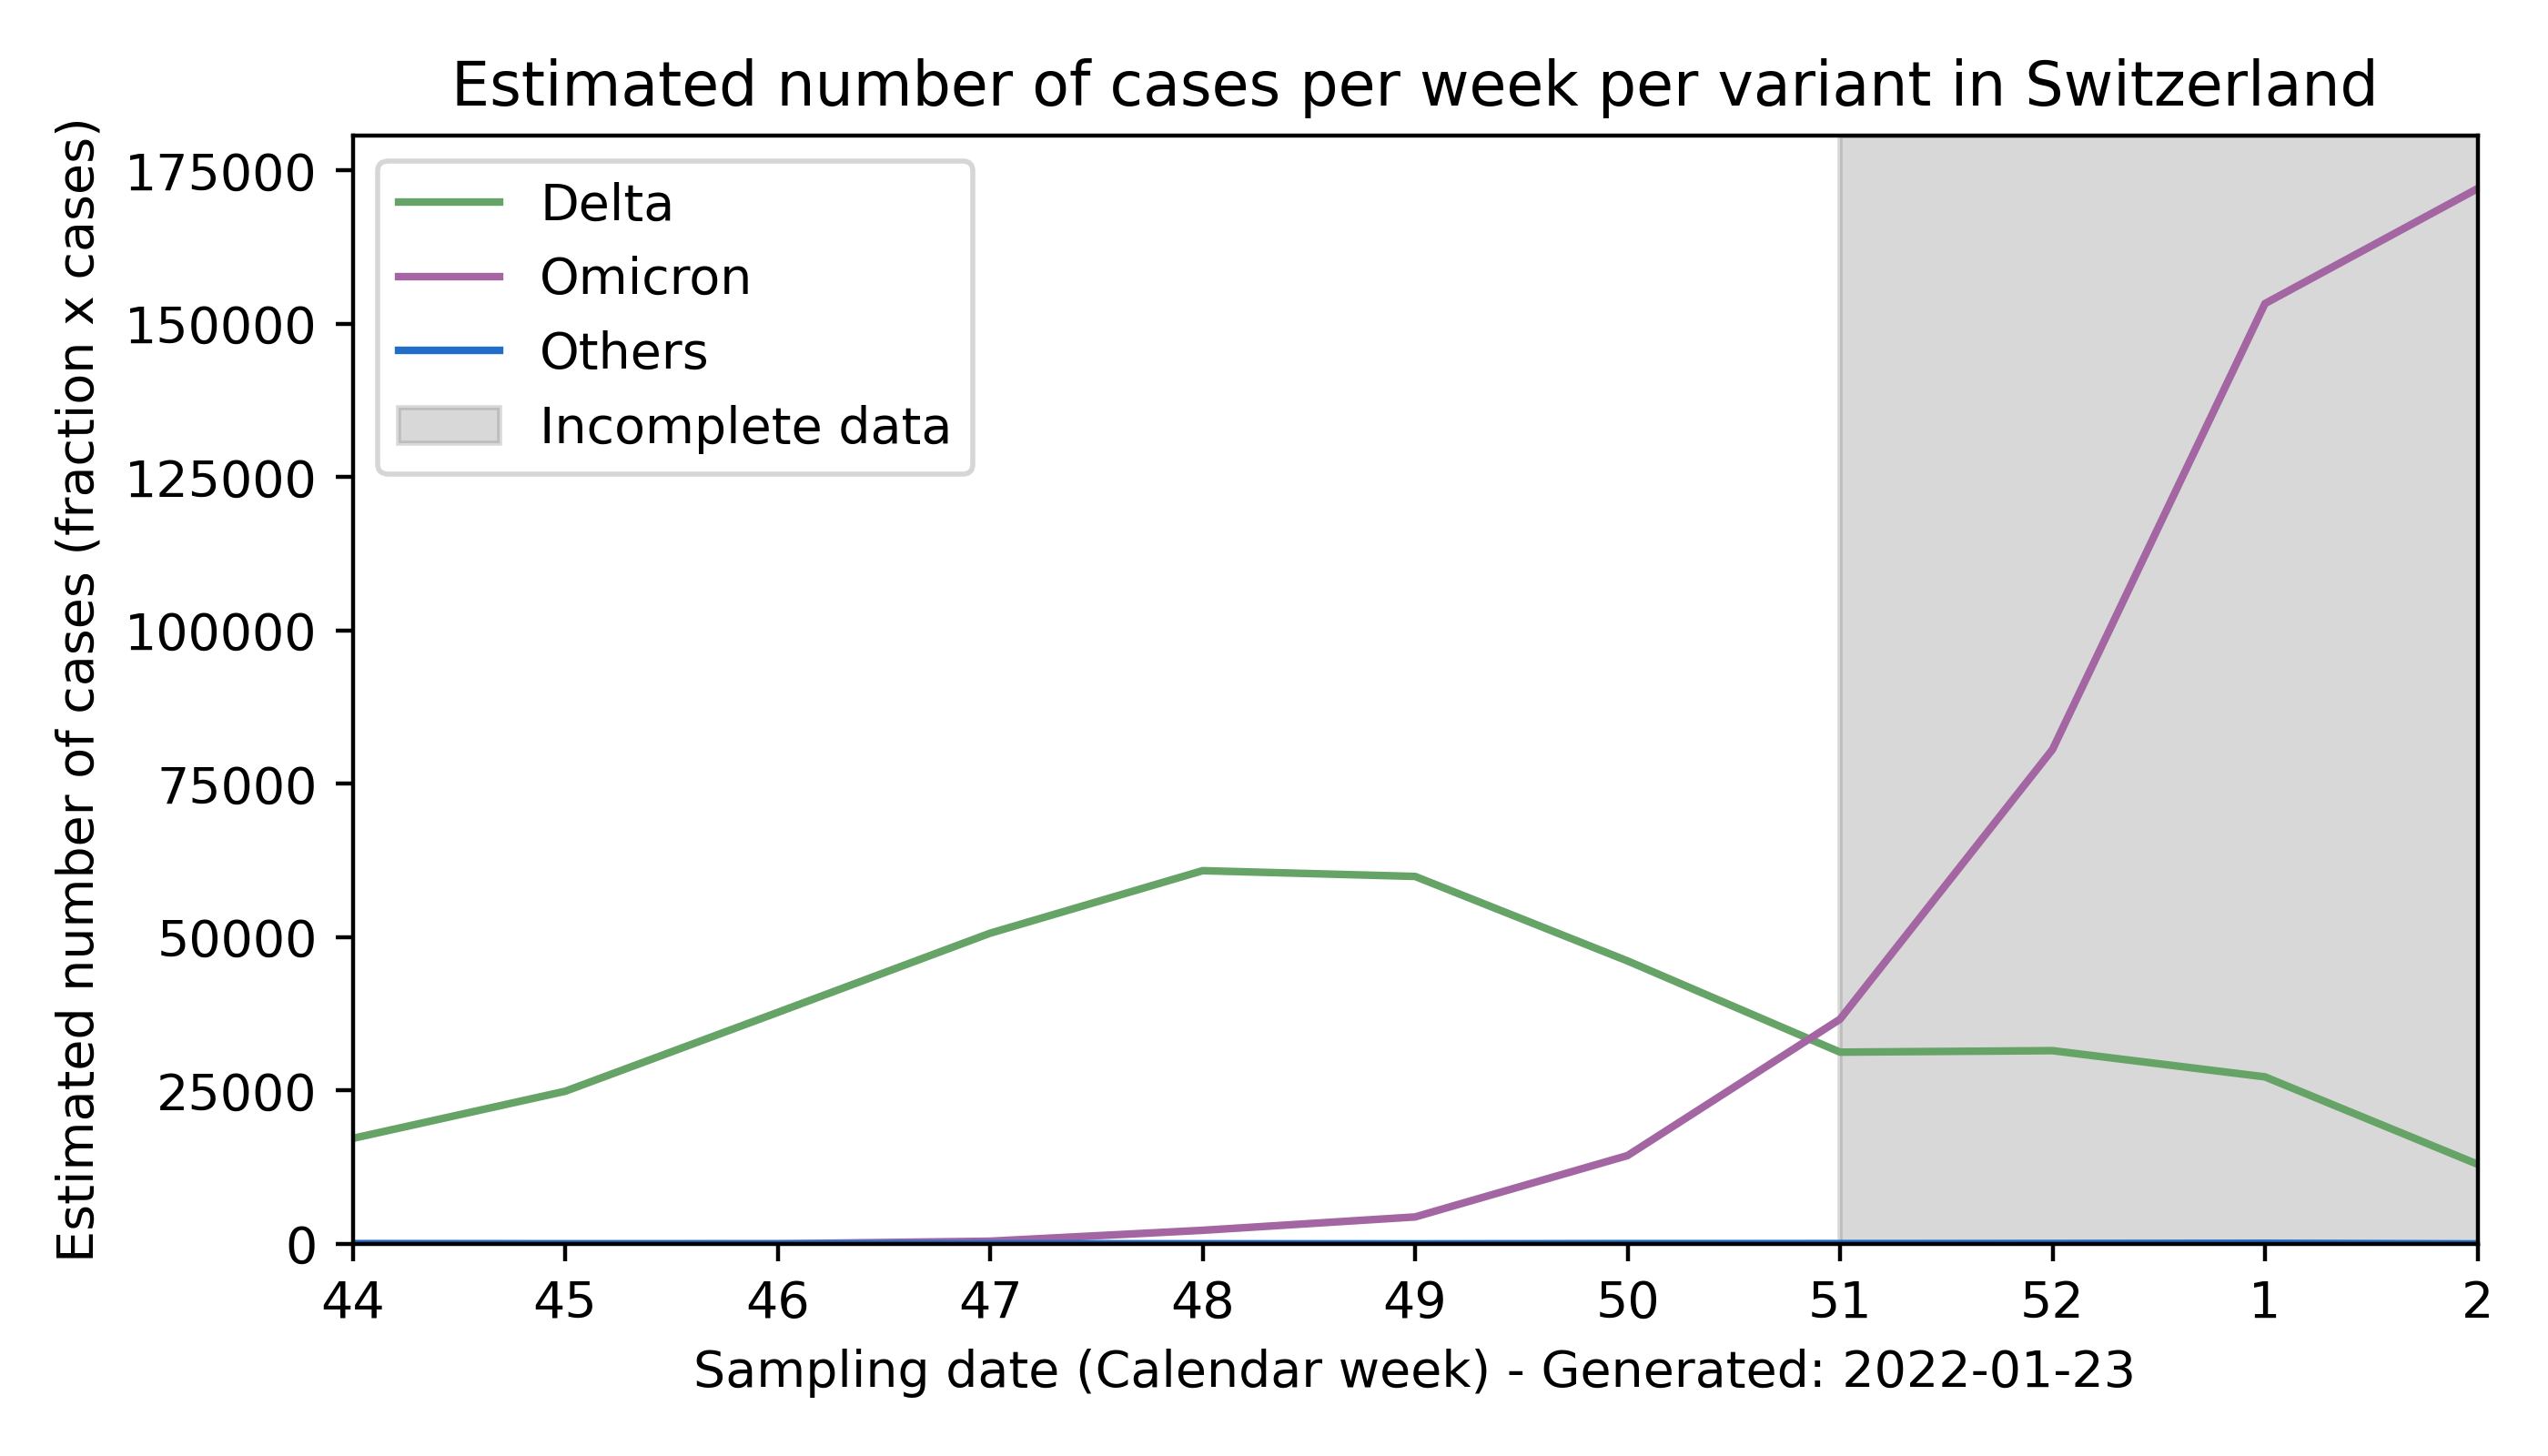 Estimated number of cases per week per variant in Switzerland
Estimated number of cases (fraction x cases)
175000
150000
125000
100000
75000
50000
25000
0
Delta
Omicron
Others
Incomplete data
44 45 46 47 48 49 50 51 52 1 2
Sampling date (Calendar week) - Generated: 2022-01-23